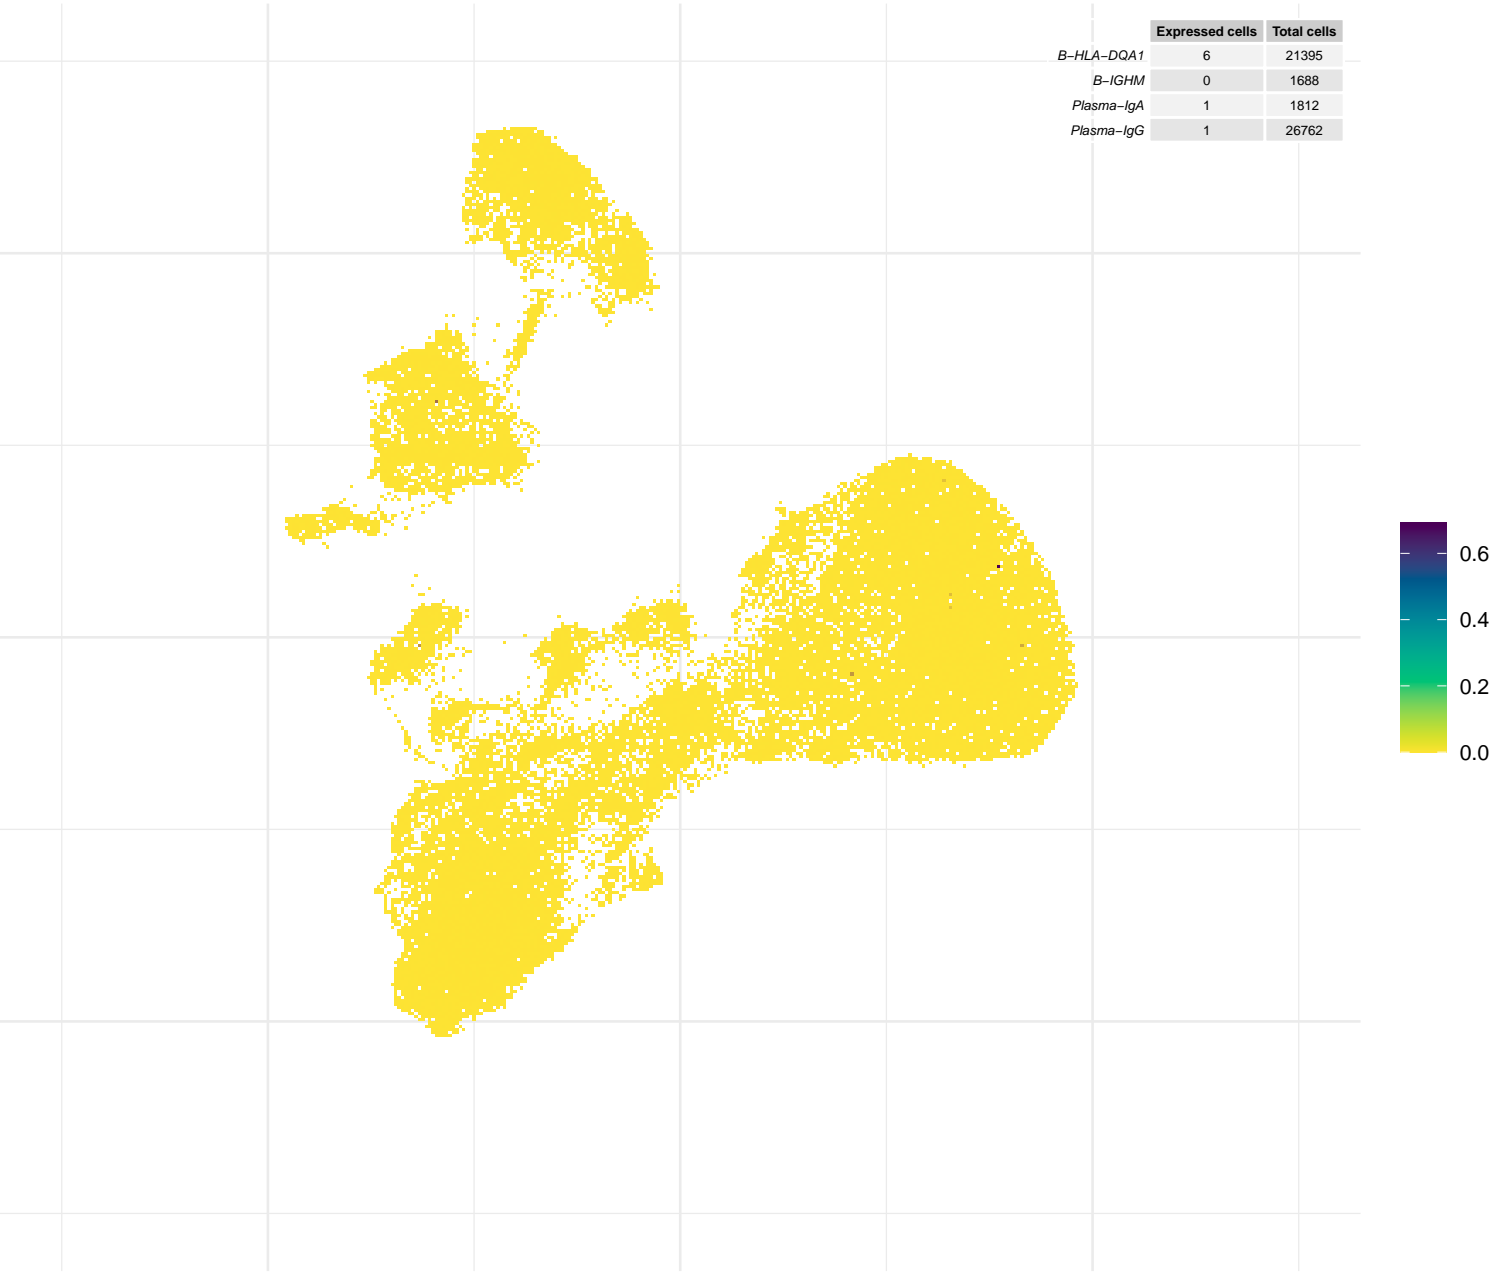 Expressed cells Total cells
B−HLA−DQA1 6 21395
B−IGHM 0 1688
Plasma−IgA 1 1812
Plasma−IgG 1 26762
0.6
0.4
0.2
0.0